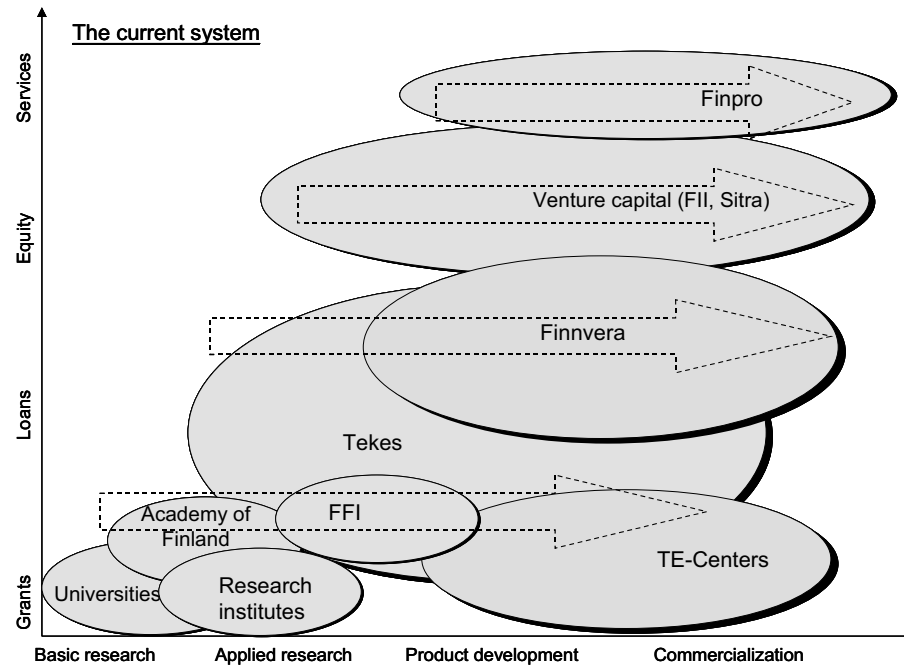 The current system
Services
Equity
Loans
Grants
Finpro
Venture capital (FII, Sitra)
Finnvera
Tekes
FFI
Academy of
Finland
TE-Centers
Universities
Research
institutes
Basic research
Applied research
Product development
Commercialization